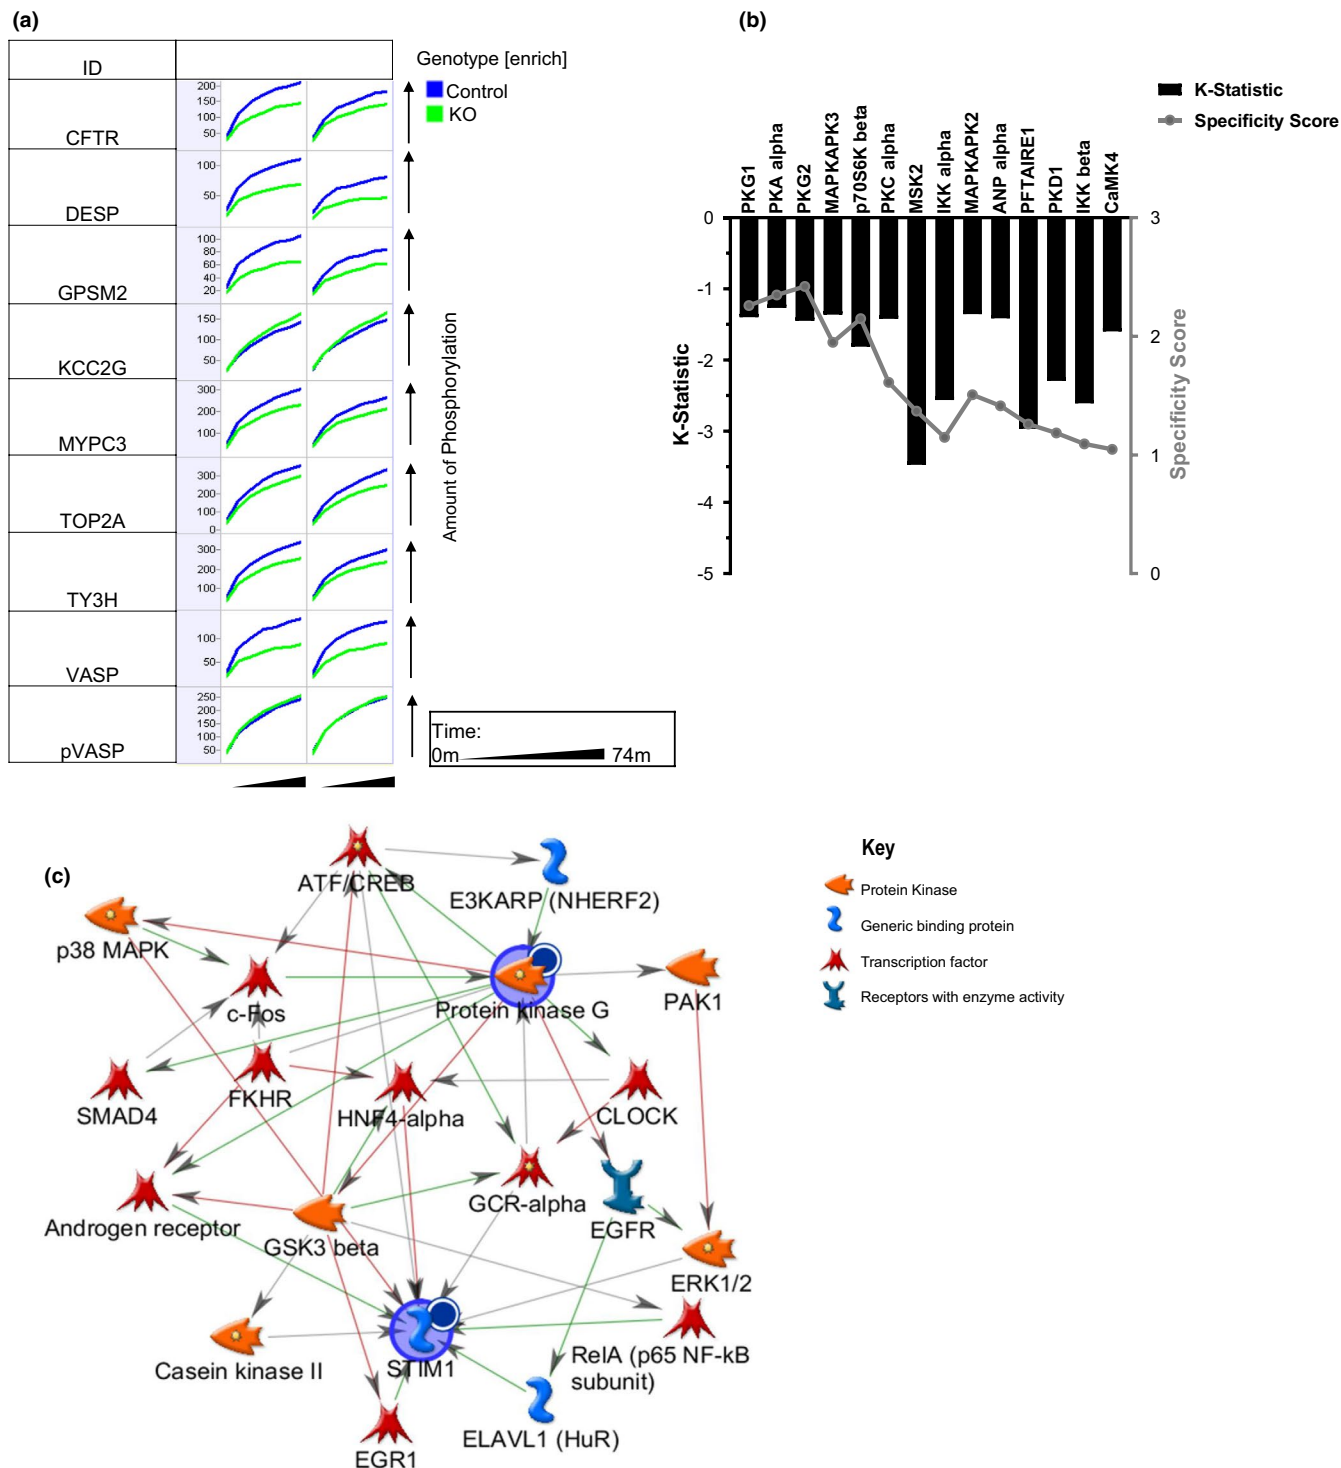 (a)
ID
Genotype [enrich]
Control
KO
CFTR
200
150
100
50
DESP
100
50
GPSM2
100
80
60
40
20
KCC2G
150
100
50
MYPC3
300
200
100
TOP2A
300
200
100
0
TY3H
300
200
100
VASP
100
50
pVASP
250
200
150
100
50
Amount of Phosphorylation
Time:
0m 74m
(b)
K-Statistic
Specificity Score
PKG1
PKA alpha
PKG2
MAPKAPK3
p70S6K beta
PKC alpha
MSK2
IKK alpha
MAPKAPK2
ANP alpha
PFTAIRE1
PKD1
IKK beta
CaMK4
0
-1
-2
-3
-4
-5
K-Statistic
3
2
1
0
Specificity Score
(c)
ATF/CREB
E3KARP (NHERF2)
p38 MAPK
c-Fos
Protein kinase G
PAK1
SMAD4
FKHR
HNF4-alpha
CLOCK
Androgen receptor
GSK3 beta
GCR-alpha
EGFR
ERK1/2
Casein kinase II
STIM1
RelA (p65 NF-kB
subunit)
EGR1
ELAVL1 (HuR)
Key
Protein Kinase
Generic binding protein
Transcription factor
Receptors with enzyme activity